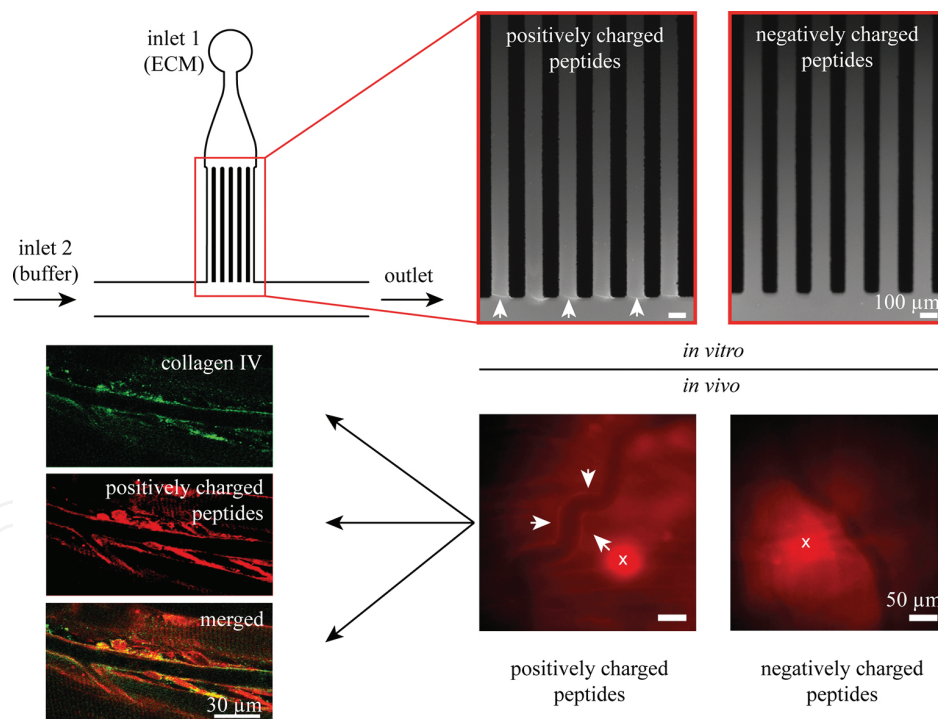 inlet 1
(ECM)
inlet 2
(buffer)
outlet
positively charged
peptides
negatively charged
peptides
100 µm
in vitro
in vivo
collagen IV
positively charged
peptides
merged
30 µm
x
x
50 µm
positively charged
peptides
negatively charged
peptides